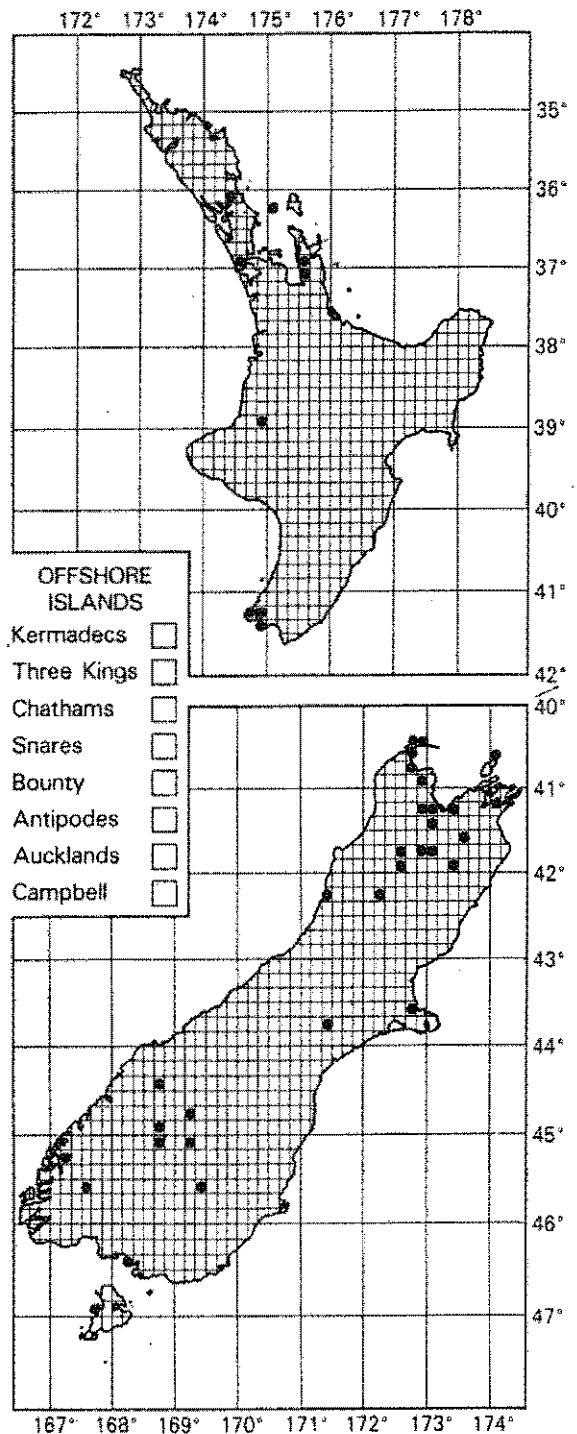 172° 173° 174° 175° 176° 177° 178°
35°
36°
37°
38°
39°
40°
41°
42°
OFFSHORE
ISLANDS
Kermadecs
Three Kings
Chathams
Snares
Bounty
Antipodes
Aucklands
Campbell
40°
41°
42°
43°
44°
45°
46°
47°
167° 168° 169° 170° 171° 172° 173° 174°